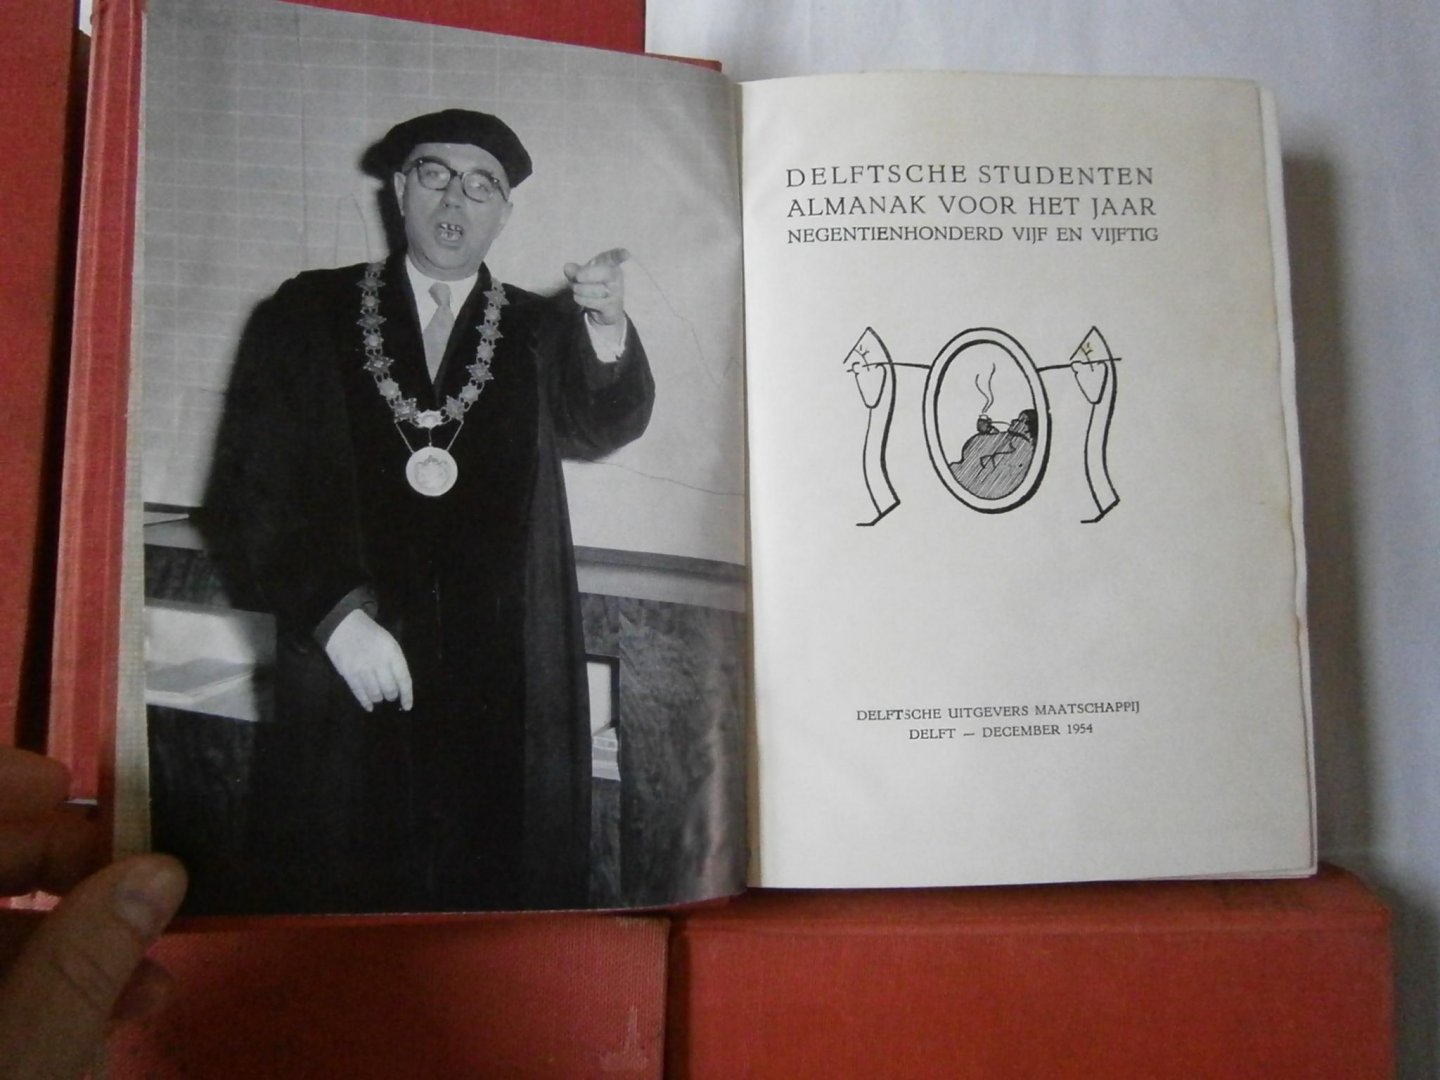 DELFTSCHE STUDENTEN
ALMANAK VOOR HET JAAR
NEGENTIENHONDERD VIJF EN VIJFTIG
DELFTSCHE UITGEVERS MAATSCHAPPIJ
DELFT — DECEMBER 1954